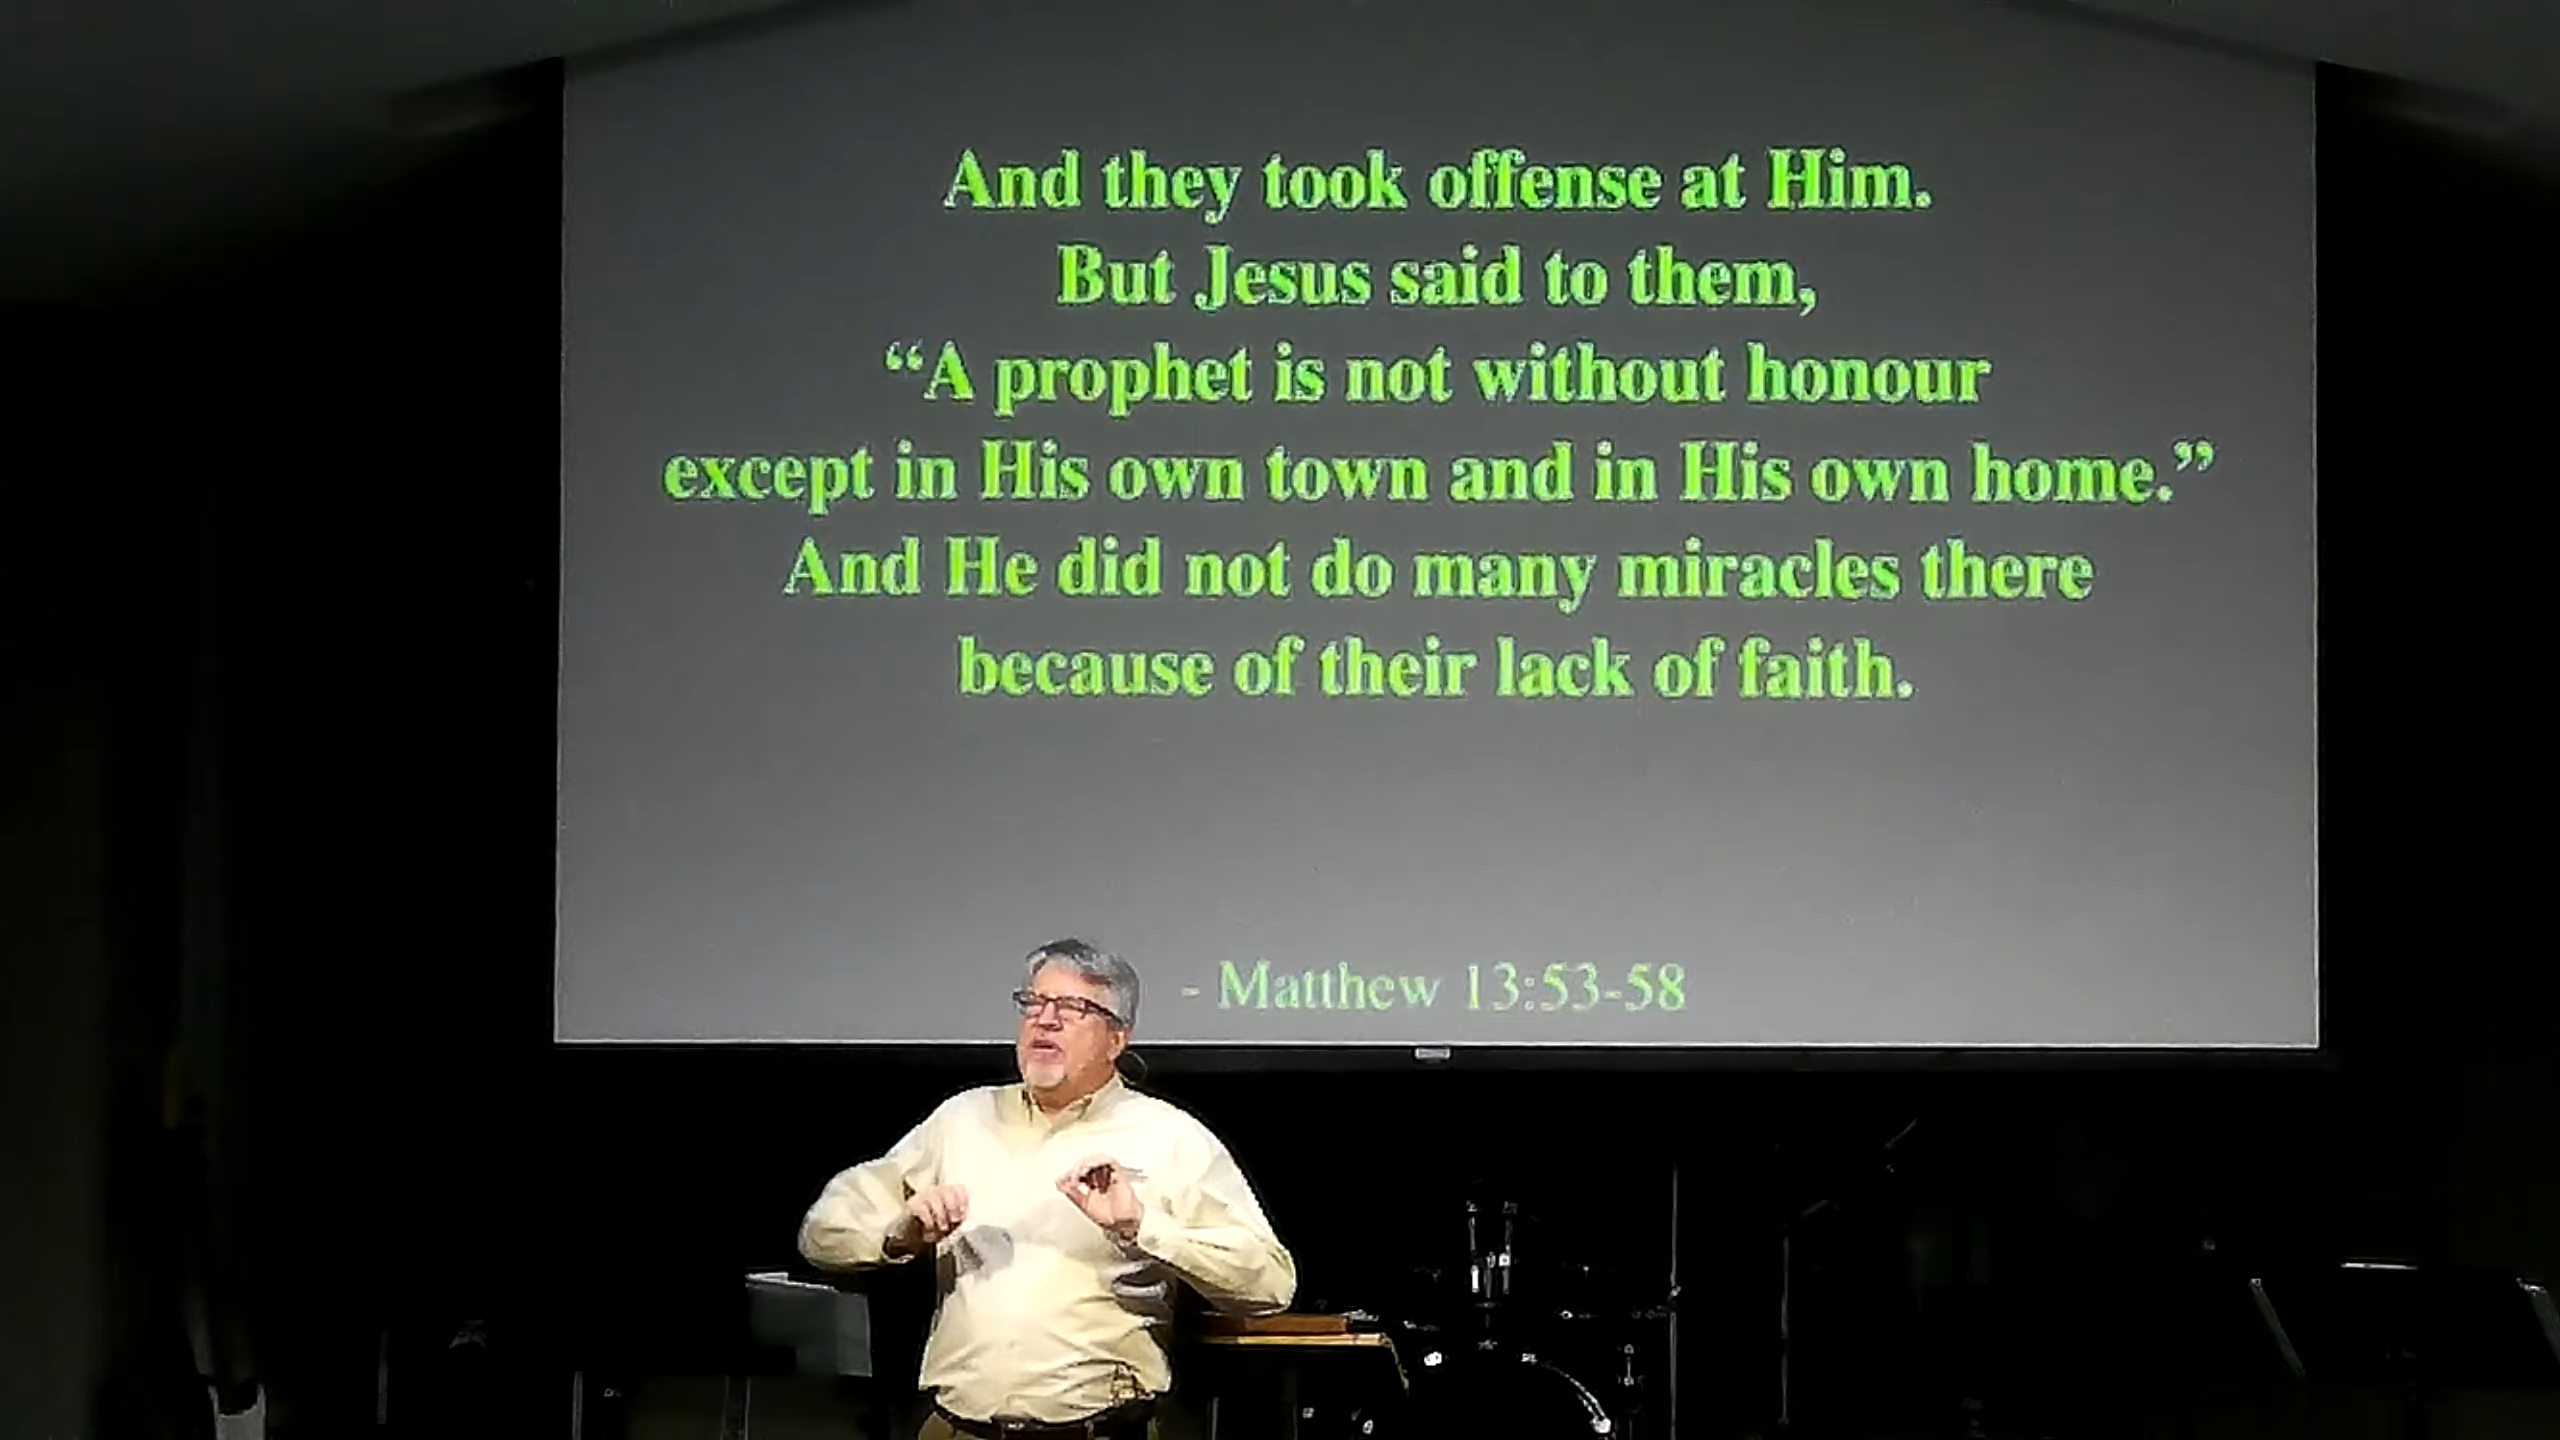 And they took offense at Him.
But Jesus said to them,
“A prophet is not without honour
except in His own town and in His own home.”
And He did not do many miracles there
because of their lack of faith.
- Matthew 13:53-58